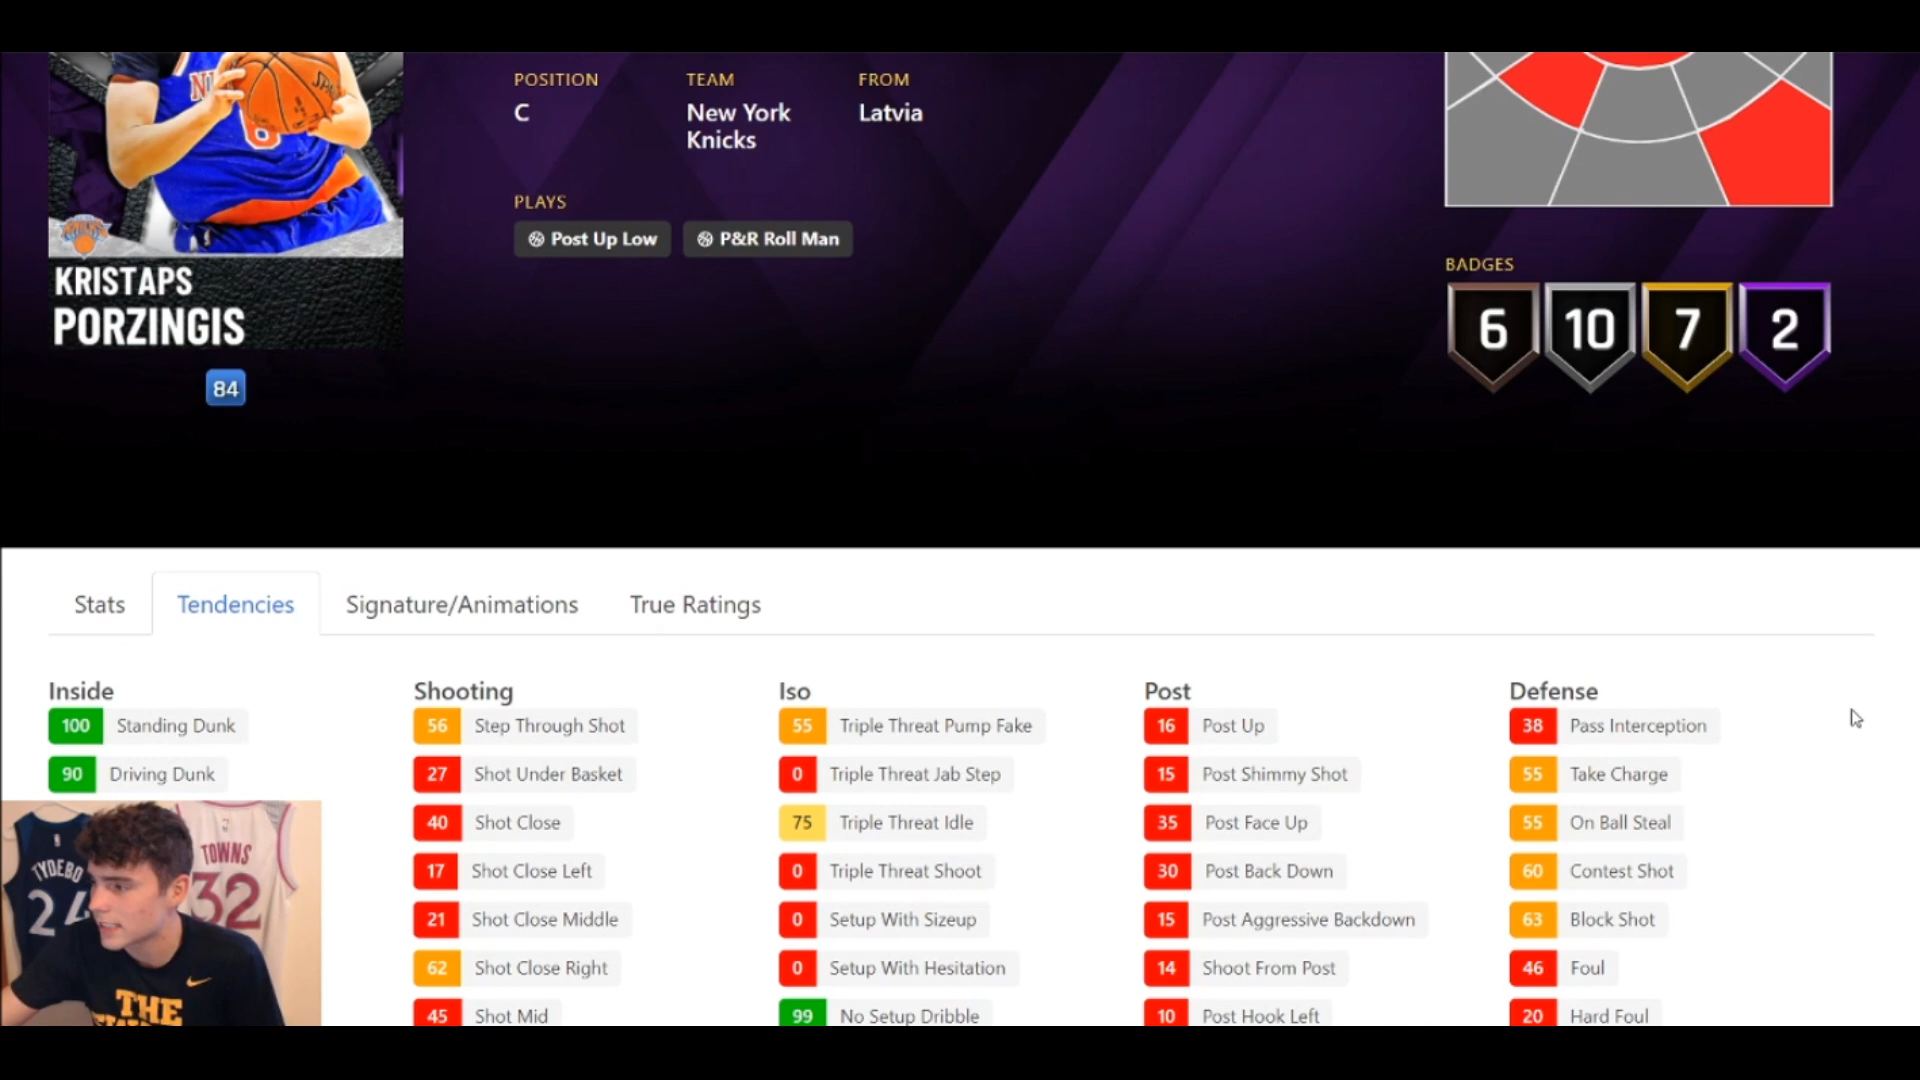 POSITION
TEAM
FROM
C
New York
Knicks
Latvia
PLAYS
Post Up Low
P&R Roll Man
NEW YORK
6
KRISTAPS
PORZINGIS
84
BADGES
6
10
7
2
Stats
Tendencies
Signature/Animations
True Ratings
Inside
100 Standing Dunk
90 Driving Dunk
Shooting
56 Step Through Shot
27 Shot Under Basket
40 Shot Close
17 Shot Close Left
21 Shot Close Middle
62 Shot Close Right
45 Shot Mid
Iso
55 Triple Threat Pump Fake
0 Triple Threat Jab Step
75 Triple Threat Idle
0 Triple Threat Shoot
0 Setup With Sizeup
0 Setup With Hesitation
99 No Setup Dribble
Post
16 Post Up
15 Post Shimmy Shot
35 Post Face Up
30 Post Back Down
15 Post Aggressive Backdown
14 Shoot From Post
10 Post Hook Left
Defense
38 Pass Interception
55 Take Charge
55 On Ball Steal
60 Contest Shot
63 Block Shot
46 Foul
20 Hard Foul
TYDEBO
24
TOWNS
32
THE